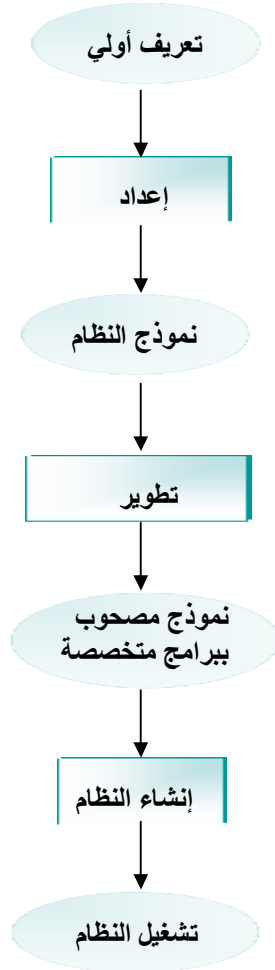 تعريف أولي
إعداد
نموذج النظام
تطوير
نموذج مصحوب
ببرامج متخصصة
إنشاء النظام
تشغيل النظام